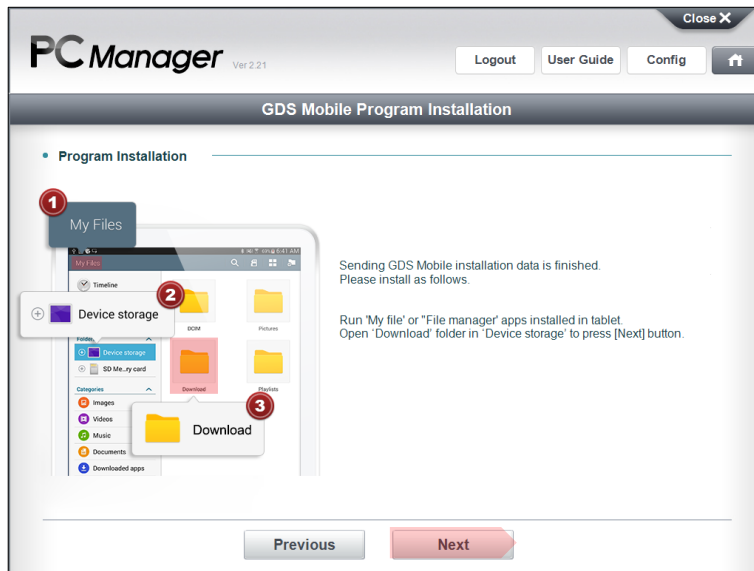 Close X
PC Manager Ver 2.21
Logout User Guide Config
GDS Mobile Program Installation
• Program Installation
1
My Files
6:41 AM
My Files
Timeline
2
Device storage
Folders
Device storage
SD Me...ry card
Categories
Images
Videos
Music
Documents
Downloaded apps
DCIM
Pictures
Download
Playlists
3
Download
Sending GDS Mobile installation data is finished.
Please install as follows.
Run 'My file' or "File manager' apps installed in tablet.
Open 'Download' folder in 'Device storage' to press [Next] button.
Previous
Next